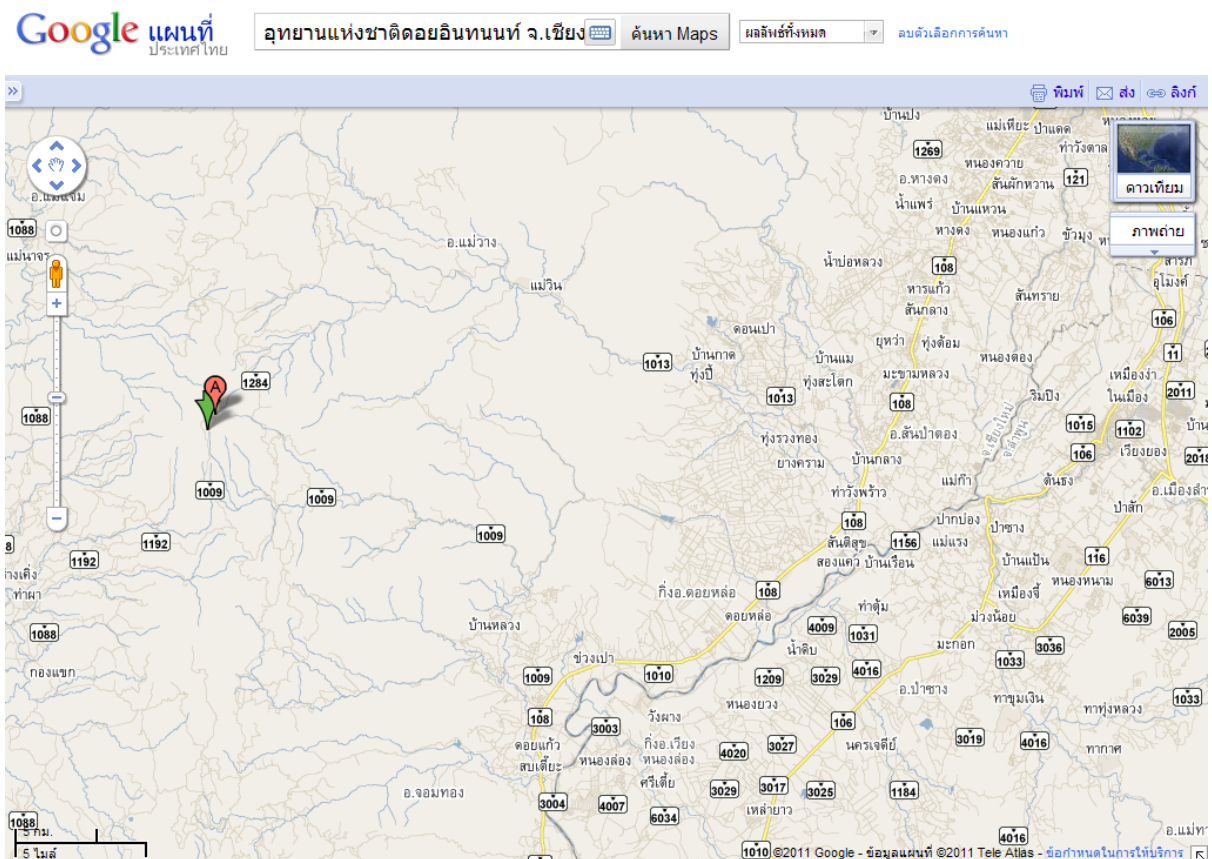 Google แผนที่
ประเทศไทย
อุทยานแห่งชาติดอยอินทนนท์ จ.เชียง
ค้นหา Maps
ผลลัพธ์ทั้งหมด
ลบตัวเลือกการค้นหา
»
พิมพ์ ส่ง ลิงก์
บ้านปง
แม่เหียะ ป่าแดด
1269
ท่าวังตาล
หนองควาย
อ.หางดง
สันผักหวาน
121
ดาวเทียม
อ.แม่แจ่ม
น้ำแพร่ บ้านแหวน
1088
หางดง
หนองแก๋ว
ขัวมุง
ภาพถ่าย
อ.แม่วาง
น้ำบ่อหลวง
108
สารภี
แม่วิน
หารแก้ว
สันทราย
อุโมงค์
สันกลาง
106
ดอนเปา
ยุหว่า
ทุ่งต้อม
หนองตอง
11
1013
บ้านกาด
บ้านแม
ทุ่งปี้
ทุ่งสะโตก
มะขามหลวง
เหมืองง่า
A
1284
1013
108
ริมปิง
ในเมือง
2011
1088
อ.สันป่าตอง
จ.เชียงใหม่
จ.ลำพูน
1015
1102
ทุ่งรวงทอง
ยางคราม
บ้านกลาง
106
เวียงยอง
2018
แม่ก๊า
ต้นธง
1009
1009
ท่าวังพร้าว
ป่าสัก
1009
108
ปากบ่อง
ป่าซาง
1192
1192
สันติสุข
1156
แม่แรง
สองแคว บ้านเรือน
บ้านแป้น
116
ท่าผา
กิ่งอ.ดอยหล่อ
108
หนองหนาม
6013
เหมืองจี้
ท่าตุ้ม
ดอยหล่อ
ม่วงน้อย
6039
1088
บ้านหลวง
4009
1031
2005
น้ำดิบ
มะกอก
3036
กองแขก
ข่วงเปา
1009
1010
1209
3029
4016
1033
อ.ป่าซาง
ทาขุมเงิน
1033
หนองยวง
ทาทุ่งหลวง
108
3003
วังผาง
106
ดอยแก้ว
กิ่งอ.เวียง
หนองล่อง
4020
3027
นครเจดีย์
3019
4016
ทากาศ
สบเตี๊ยะ
หนองล่อง
ศรีเตี้ย
อ.จอมทอง
3029
3017
3025
1184
3004
4007
6034
เหล่ายาว
1088
5 กม.
4016
5 ไมล์
1010
©2011 Google - ข้อมูลแผนที่ ©2011 Tele Atlas - ข้อกำหนดในการให้บริการ